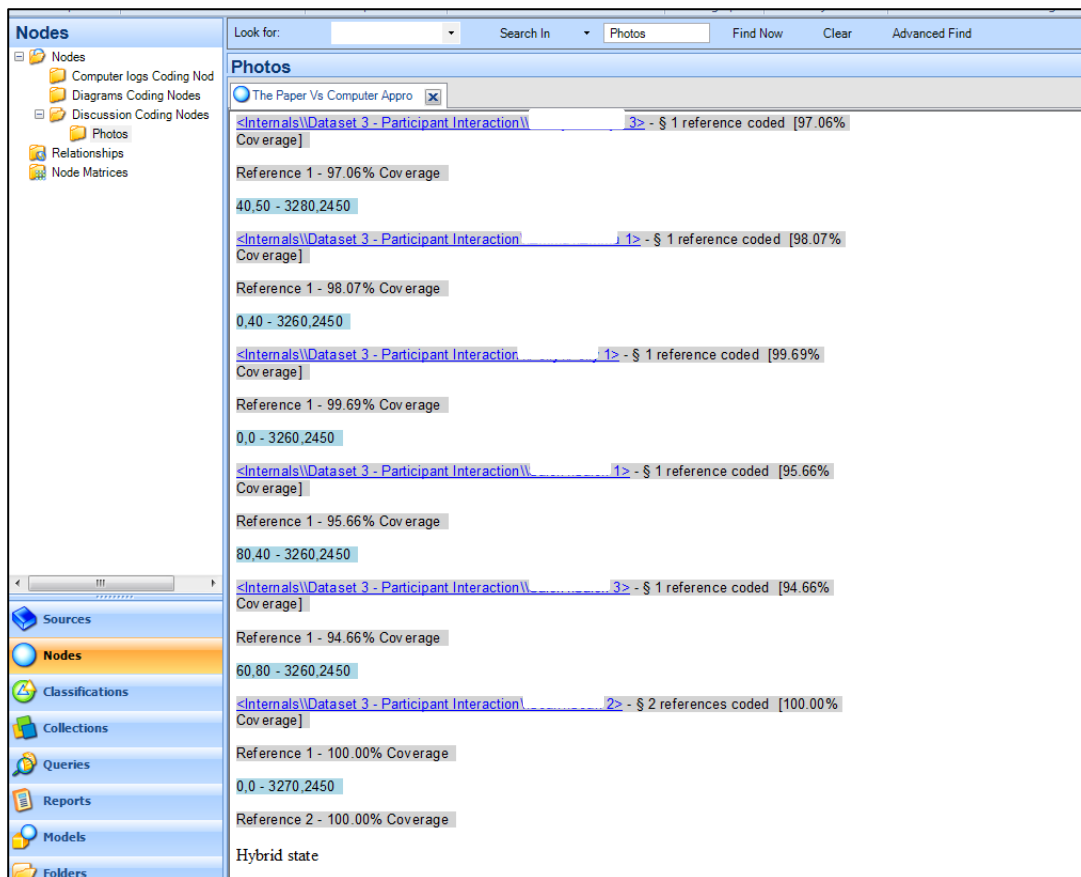 Nodes
Look for:
Search In
Photos
Find Now
Clear
Advanced Find
Nodes
Computer logs Coding Nod
Diagrams Coding Nodes
Discussion Coding Nodes
Photos
Relationships
Node Matrices
Sources
Nodes
Classifications
Collections
Queries
Reports
Models
Folders
Photos
The Paper Vs Computer Appro
<Internals\\Dataset 3 - Participant Interaction\\ 3> - § 1 reference coded [97.06%
Coverage]
Reference 1 - 97.06% Coverage
40,50 - 3280,2450
<Internals\\Dataset 3 - Participant Interaction\ 1> - § 1 reference coded [98.07%
Coverage]
Reference 1 - 98.07% Coverage
0,40 - 3260,2450
<Internals\\Dataset 3 - Participant Interaction 1> - § 1 reference coded [99.69%
Coverage]
Reference 1 - 99.69% Coverage
0,0 - 3260,2450
<Internals\\Dataset 3 - Participant Interaction\\ 1> - § 1 reference coded [95.66%
Coverage]
Reference 1 - 95.66% Coverage
80,40 - 3260,2450
<Internals\\Dataset 3 - Participant Interaction\\ 3> - § 1 reference coded [94.66%
Coverage]
Reference 1 - 94.66% Coverage
60,80 - 3260,2450
<Internals\\Dataset 3 - Participant Interaction\ 2> - § 2 references coded [100.00%
Coverage]
Reference 1 - 100.00% Coverage
0,0 - 3270,2450
Reference 2 - 100.00% Coverage
Hybrid state